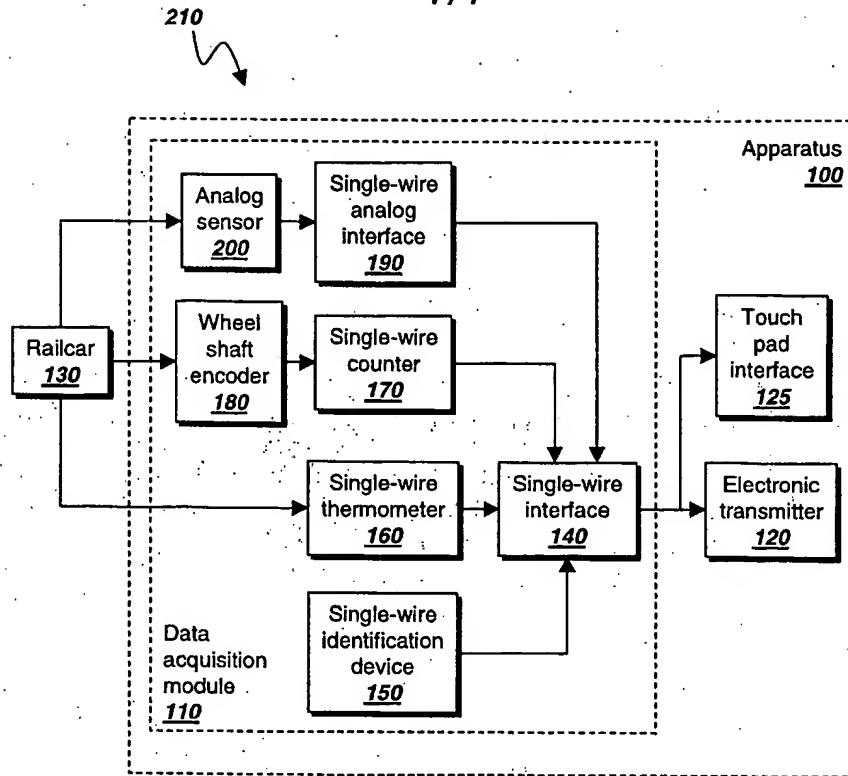 210
Apparatus
100
Analog
sensor
200
Single-wire
analog
interface
190
Railcar
130
Wheel
shaft
encoder
180
Single-wire
counter
170
Touch
pad
interface
125
Single-wire
thermometer
160
Single-wire
interface
140
Electronic
transmitter
120
Data
acquisition
module
110
Single-wire
identification
device
150